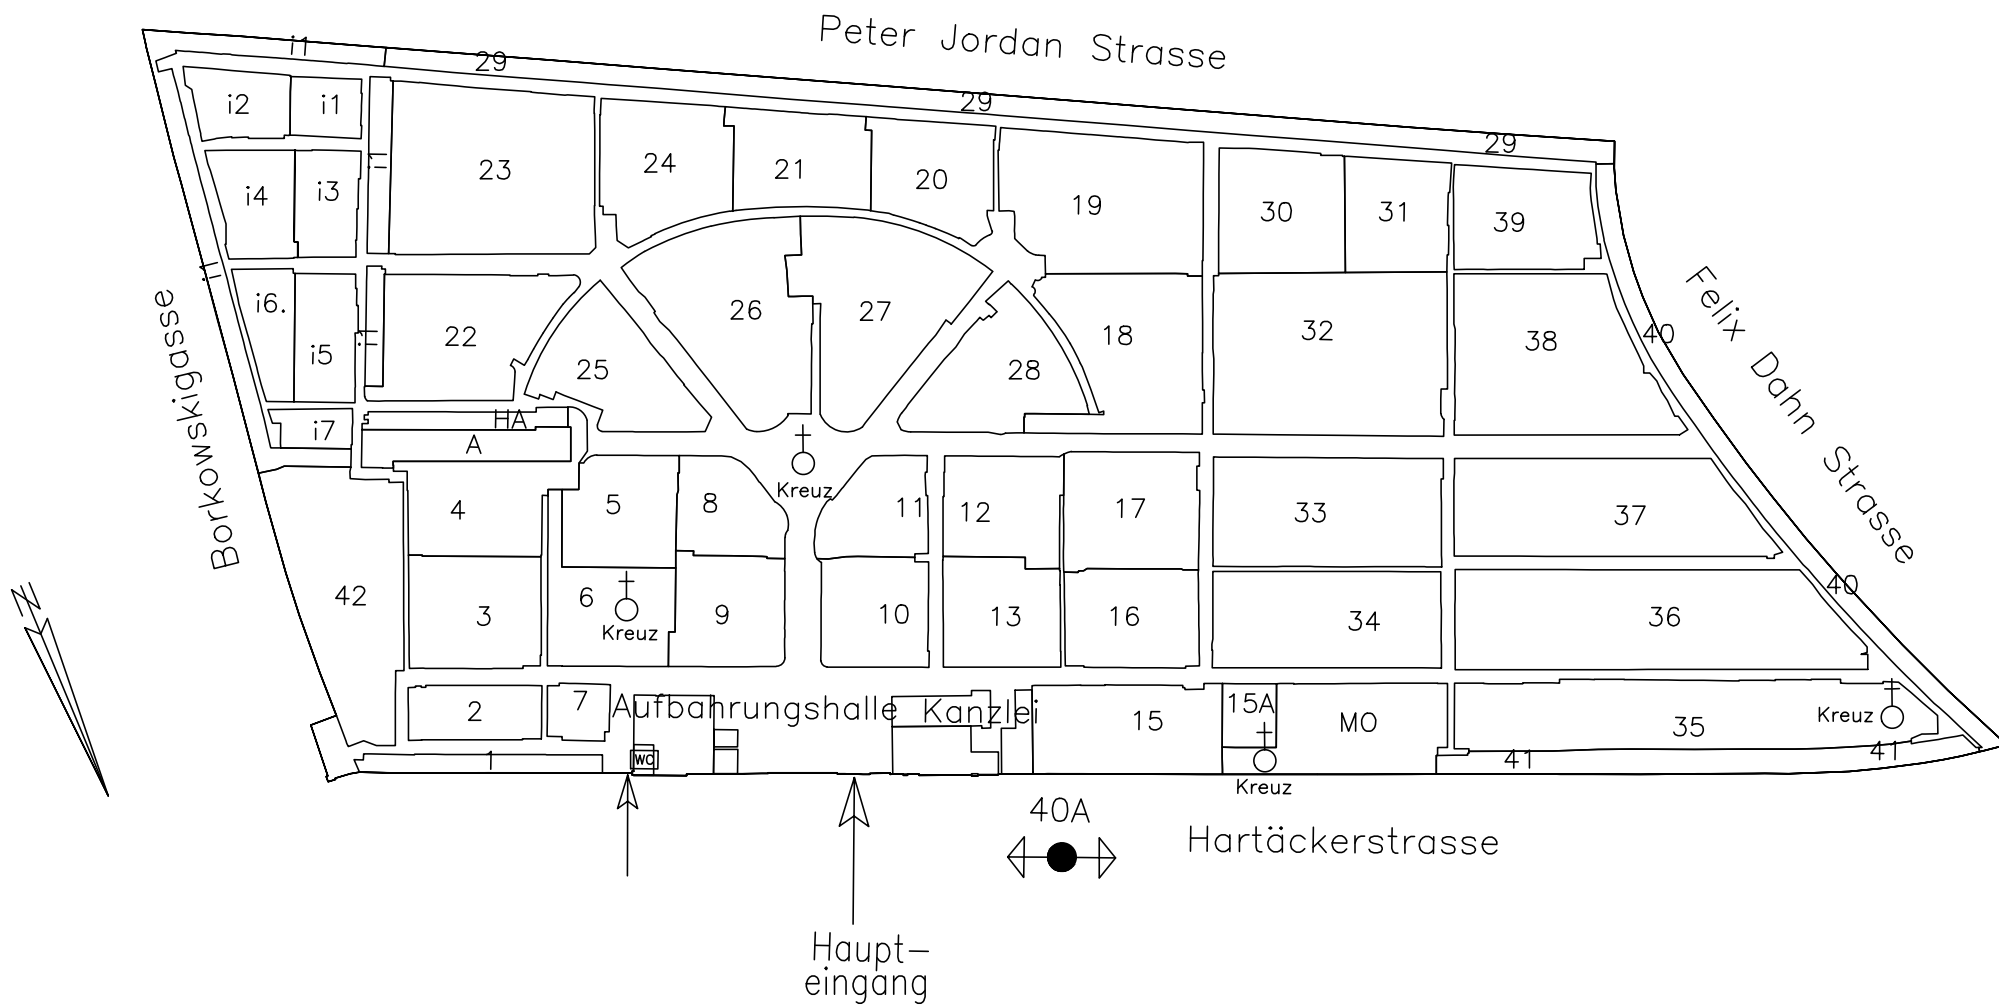 Peter Jordan Strasse
i1
29
29
29
i2
i1
23
24
21
20
19
30
31
39
i1
i4
i3
i1
i6.
i5
i1
22
25
26
27
28
18
32
38
40
Felix Dahn Strasse
Borkowskigasse
i7
HA
A
Kreuz
4
5
8
11
12
17
33
37
42
3
6
Kreuz
9
10
13
16
34
36
40
2
7
Aufbahrungshalle
Kanzlei
15
15A
MO
35
Kreuz
1
WC
41
41
Kreuz
N
40A
Hartäckerstrasse
Haupt-
eingang